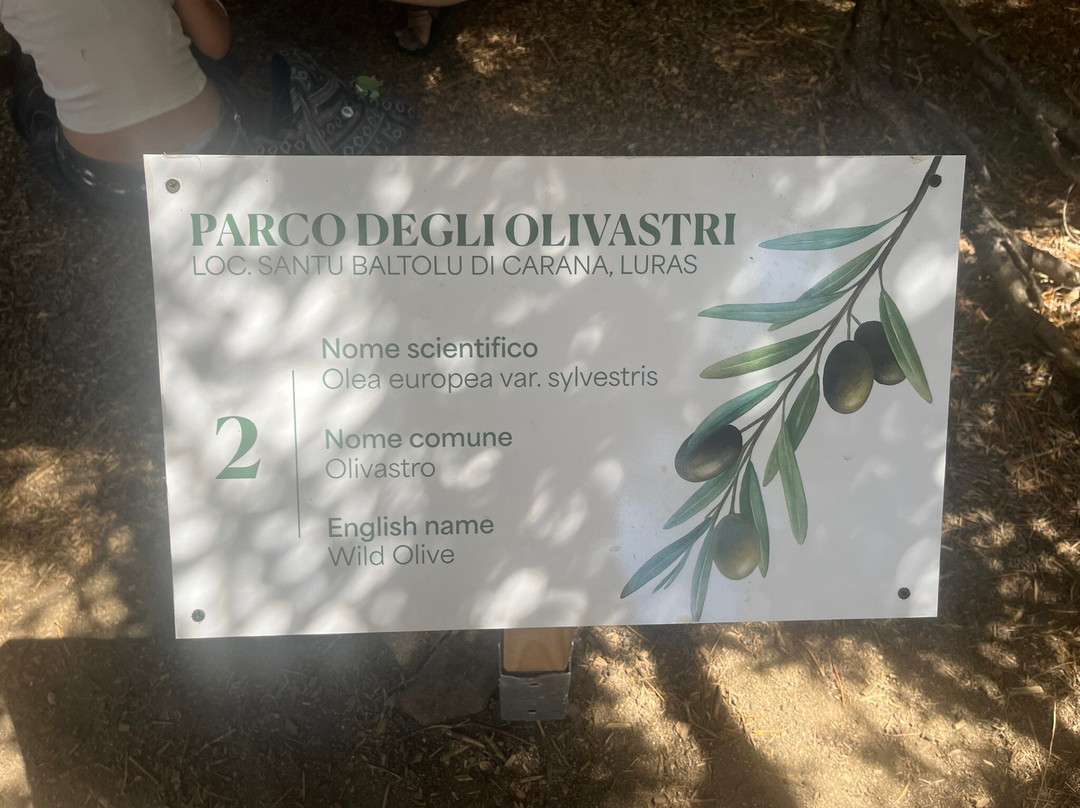 PARCO DEGLI OLIVASTRI
LOC. SANTU BALTOLU DI CARANA, LURAS
Nome scientifico
Olea europea var. sylvestris
2
Nome comune
Olivastro
English name
Wild Olive